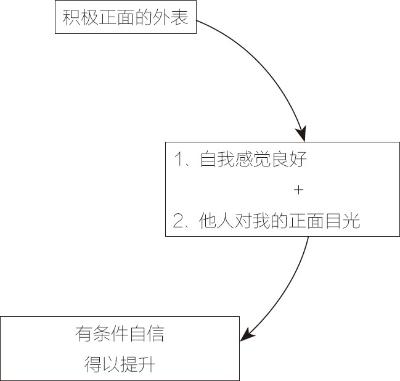 积极正面的外表
1. 自我感觉良好
+
2. 他人对我的正面目光
有条件自信
得以提升